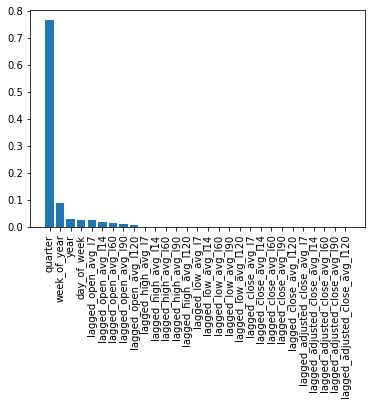 0.8
0.7
0.6
0.5
0.4
0.3
0.2
0.1
0.0
quarter
week_of_year
year
day_of_week
lagged_open_avg_l7
lagged_open_avg_l14
lagged_open_avg_l60
lagged_open_avg_l90
lagged_open_avg_l120
lagged_high_avg_l7
lagged_high_avg_l14
lagged_high_avg_l60
lagged_high_avg_l90
lagged_high_avg_l120
lagged_low_avg_l7
lagged_low_avg_l14
lagged_low_avg_l60
lagged_low_avg_l90
lagged_low_avg_l120
lagged_close_avg_l7
lagged_close_avg_l14
lagged_close_avg_l60
lagged_close_avg_l90
lagged_close_avg_l120
lagged_adjusted_close_avg_l7
lagged_adjusted_close_avg_l14
lagged_adjusted_close_avg_l60
lagged_adjusted_close_avg_l90
lagged_adjusted_close_avg_l120